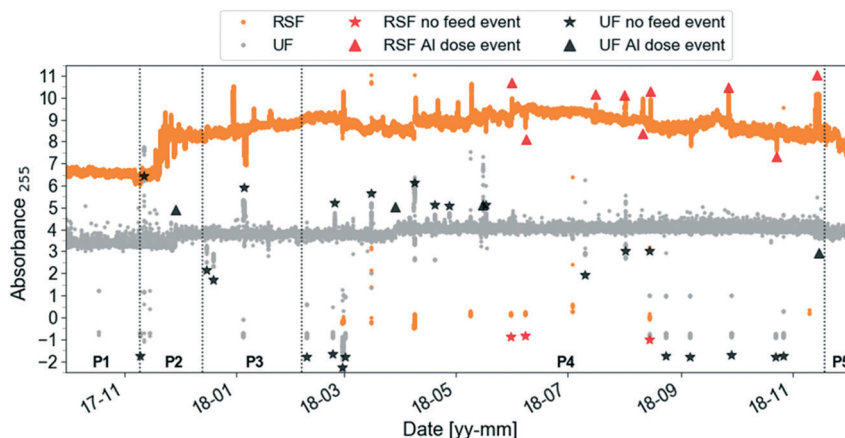 RSF RSF no feed event UF no feed event
UF RSF Al dose event UF Al dose event
11
10
9
8
7
6
5
4
3
2
1
0
−1
−2
Absorbance 255
P1 P2 P3 P4 P5
17-11 18-01 18-03 18-05 18-07 18-09 18-11
Date [yy-mm]